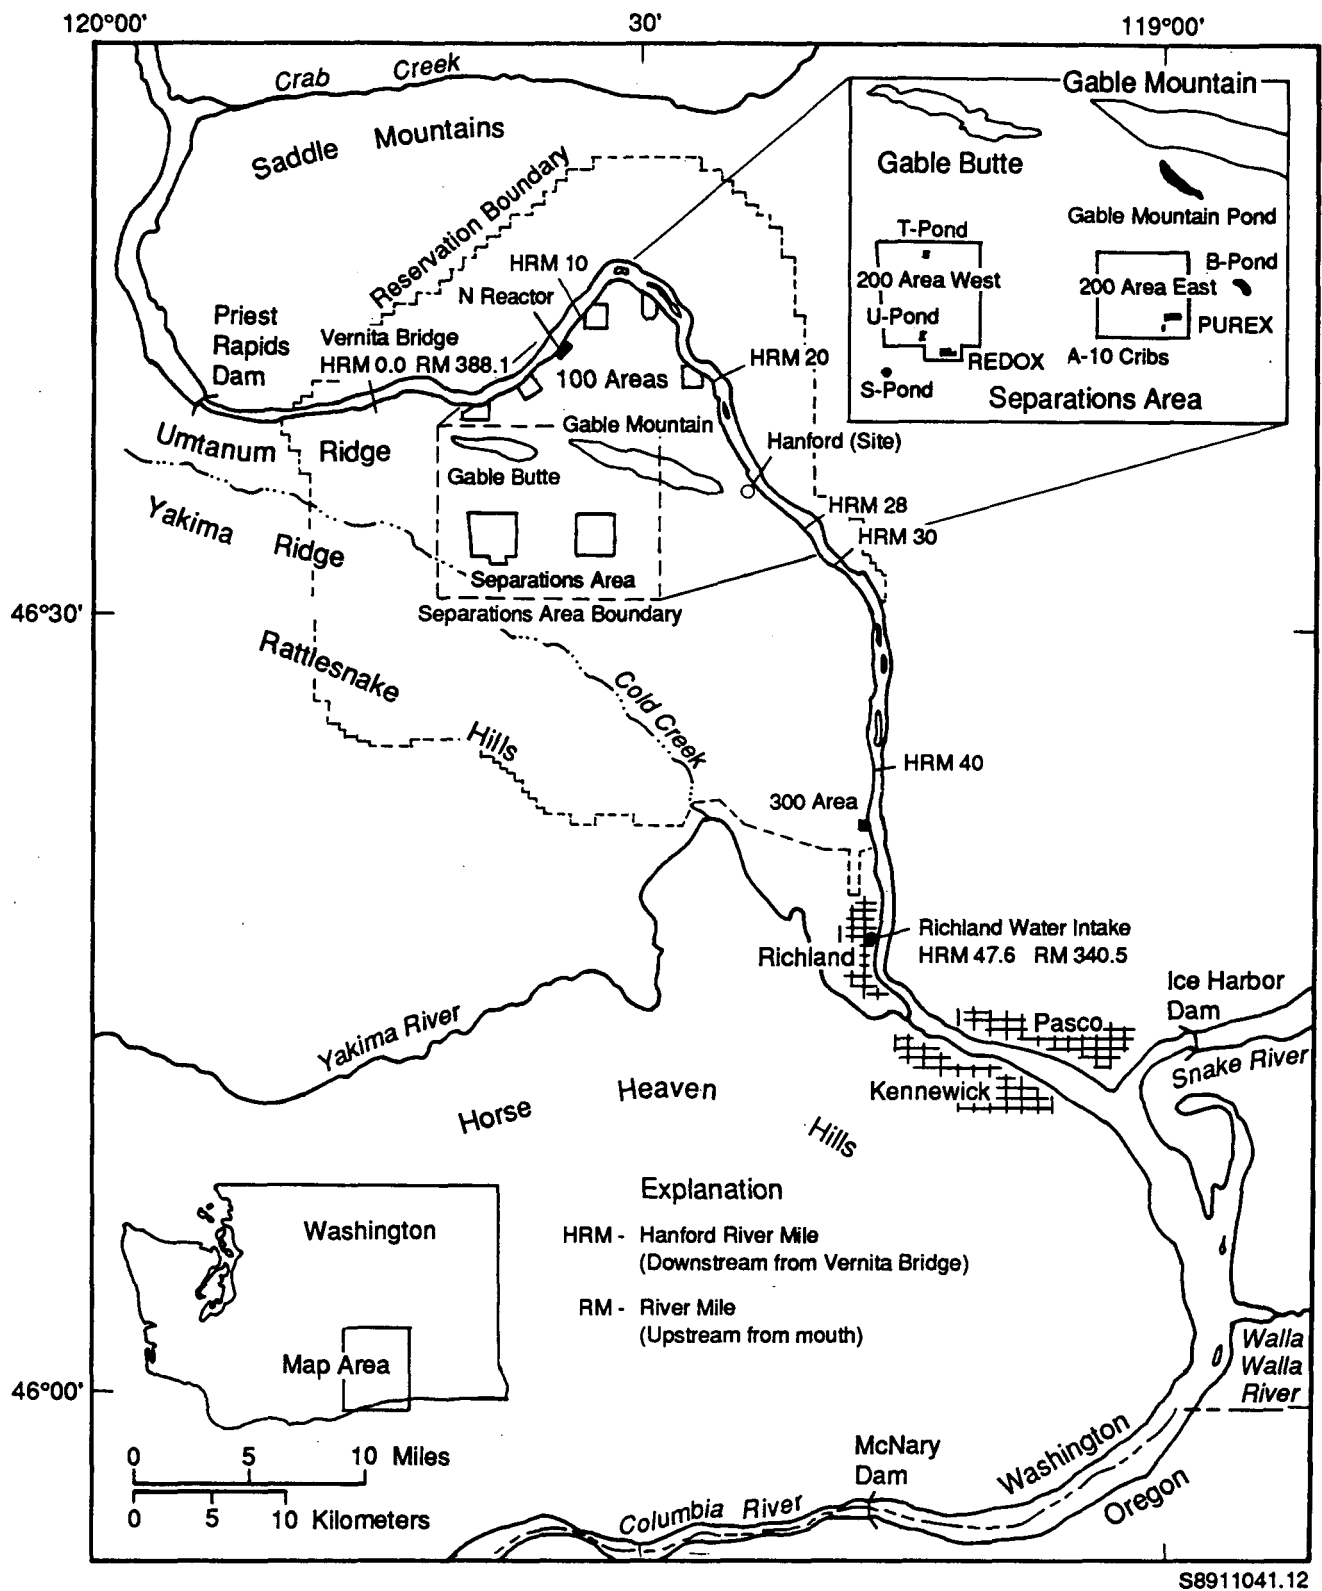 120°00'
30'
119°00'
Crab Creek
Saddle Mountains
Reservation Boundary
Gable Mountain
Gable Butte
Gable Mountain Pond
T-Pond
200 Area West
U-Pond
REDOX
S-Pond
B-Pond
200 Area East
PUREX
A-10 Cribs
Separations Area
HRM 10
N Reactor
Priest
Rapids
Dam
Vernita Bridge
HRM 0.0 RM 388.1
100 Areas
HRM 20
Umtanum Ridge
Gable Mountain
Gable Butte
Hanford (Site)
Yakima Ridge
HRM 28
HRM 30
Separations Area
Separations Area Boundary
46°30'
Rattlesnake Hills
Cold Creek
HRM 40
300 Area
Richland Water Intake
HRM 47.6 RM 340.5
Richland
Ice Harbor
Dam
Pasco
Yakima River
Snake River
Kennewick
Horse Heaven Hills
Explanation
HRM - Hanford River Mile
(Downstream from Vernita Bridge)
RM - River Mile
(Upstream from mouth)
Washington
Map Area
46°00'
Walla
Walla
River
0 5 10 Miles
0 5 10 Kilometers
McNary
Dam
Washington
Oregon
Columbia River
S8911041.12